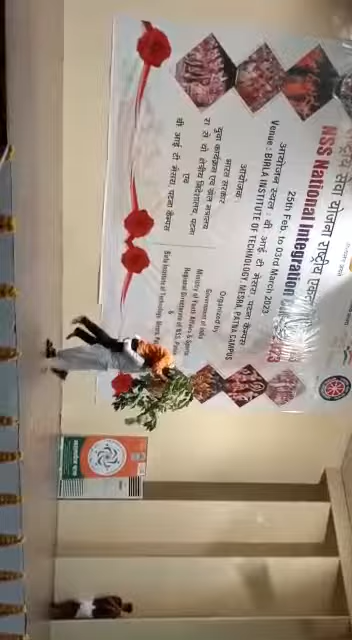 राष्ट्रीय सेवा योजना राष्ट्रीय
NSS National Integration
25th Feb. to 03rd March 2023
आयोजन स्थल : बी आई टी मेसरा, पटना कैम्पस
Venue : BIRLA INSTITUTE OF TECHNOLOGY, MESRA, PATNA CAMPUS
आयोजक
भारत सरकार
युवा कार्यक्रम एवं खेल मंत्रालय
रा से यो क्षेत्रीय निदेशालय, पटना
एवं
बी आई टी मेसरा, पटना कैम्पस
Organized by
Government of India
Ministry of Youth Affairs & Sports
Regional Directorate of N.S.S. Patna
&
Birla Institute of Technology, Mesra, Patna